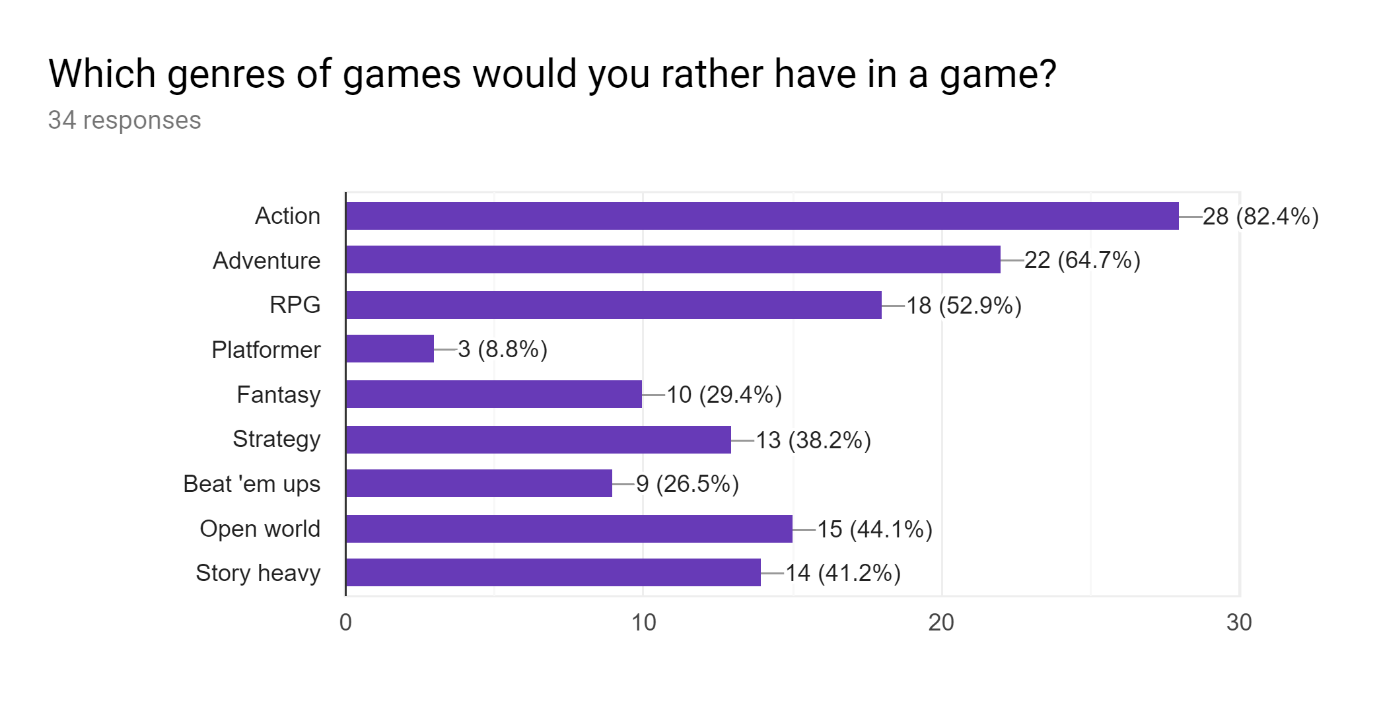 Which genres of games would you rather have in a game?
34 responses
Action 28 (82.4%)
Adventure 22 (64.7%)
RPG 18 (52.9%)
Platformer 3 (8.8%)
Fantasy 10 (29.4%)
Strategy 13 (38.2%)
Beat 'em ups 9 (26.5%)
Open world 15 (44.1%)
Story heavy 14 (41.2%)
0 10 20 30